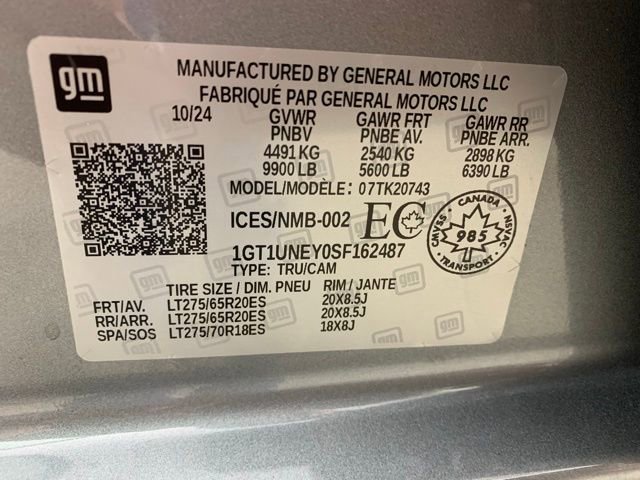 gm
MANUFACTURED BY GENERAL MOTORS LLC
FABRIQUÉ PAR GENERAL MOTORS LLC
10/24 GVWR GAWR FRT GAWR RR
PNBV PNBE AV. PNBE ARR.
4491 KG 2540 KG 2898 KG
9900 LB 5600 LB 6390 LB
MODEL/MODÈLE: 07TK20743
ICES/NMB-002 EC
CANADA
CMVSS 985 NSVAC
TRANSPORT
1GT1UNEY0SF162487
TYPE: TRU/CAM
TIRE SIZE / DIM. PNEU RIM / JANTE
FRT/AV. LT275/65R20ES 20X8.5J
RR/ARR. LT275/65R20ES 20X8.5J
SPA/SOS LT275/70R18ES 18X8J